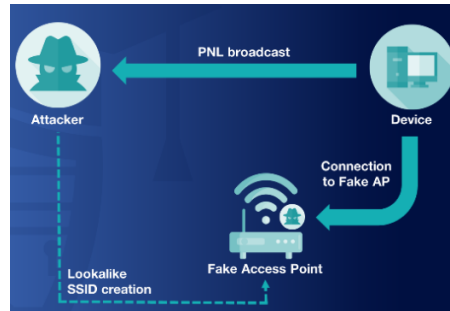 PNL broadcast
Attacker
Device
Connection
to Fake AP
Fake Access Point
Lookalike
SSID creation